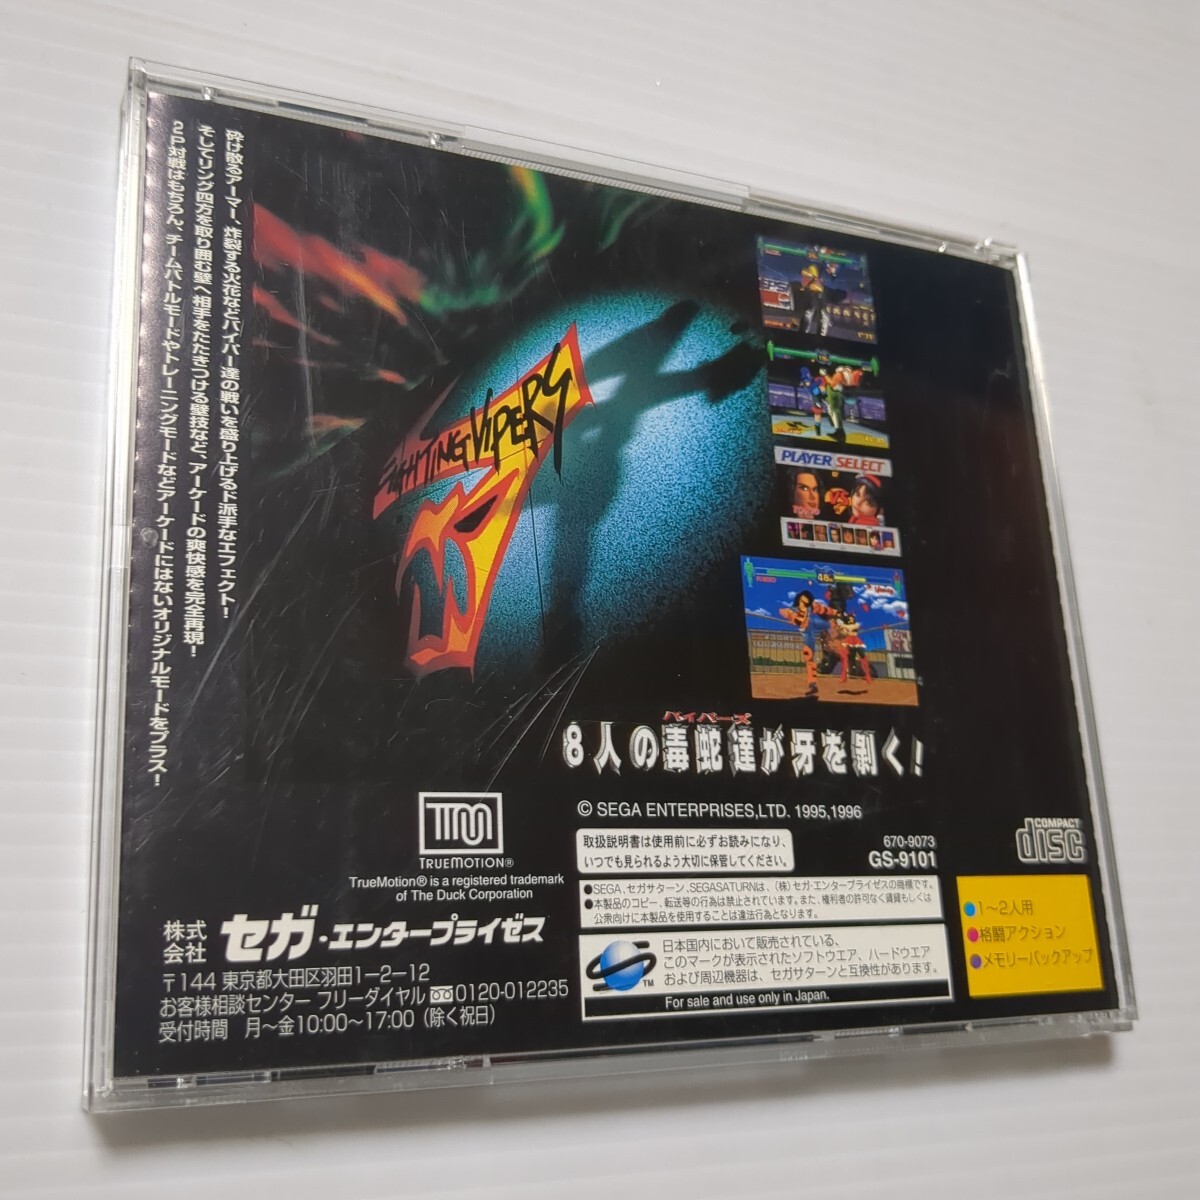 砕け散るアーマー、炸裂する火花などバイパー達の戦いを盛り上げるド派手なエフェクト！
そしてリング四方を取り囲む壁へ相手をたたきつける壁技など、アーケードの爽快感を完全再現！
2P対戦はもちろん、チームバトルモードやトレーニングモードなどアーケードにはないオリジナルモードをプラス！
FIGHTING VIPERS
PLAYER SELECT
バイパーズ
8人の毒蛇達が牙を剥く！
© SEGA ENTERPRISES,LTD. 1995,1996
TM
TRUEMOTION®
TrueMotion® is a registered trademark
of The Duck Corporation
取扱説明書は使用前に必ずお読みになり、
いつでも見られるよう大切に保管してください。
670-9073
GS-9101
COMPACT
disc
●SEGA、セガサターン、SEGASATURNは、(株)セガ・エンタープライゼスの商標です。
●本製品のコピー、転送等の行為は禁止されています。また、権利者の許可なく賃貸もしくは
公衆向けに本製品を使用することは違法行為となります。
株式
会社
セガ・エンタープライゼス
〒144 東京都大田区羽田1-2-12
お客様相談センター フリーダイヤル 0120-012235
受付時間 月〜金10:00〜17:00（除く祝日）
TM
日本国内において販売されている、
このマークが表示されたソフトウエア、ハードウエア
および周辺機器は、セガサターンと互換性があります。
For sale and use only in Japan.
●1〜2人用
●格闘アクション
●メモリーバックアップ